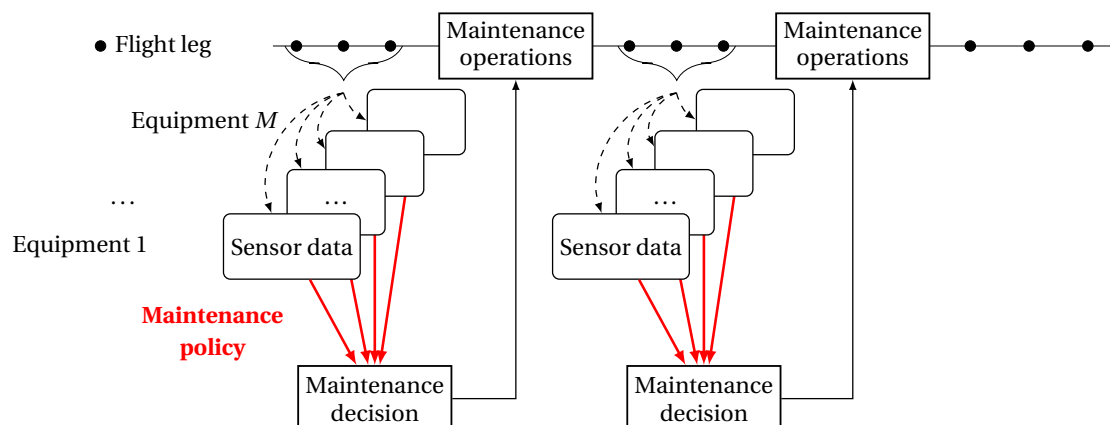 Flight leg
Maintenance
operations
Maintenance
operations
Equipment M
...
Equipment 1
...
Sensor data
...
Sensor data
Maintenance
policy
Maintenance
decision
Maintenance
decision